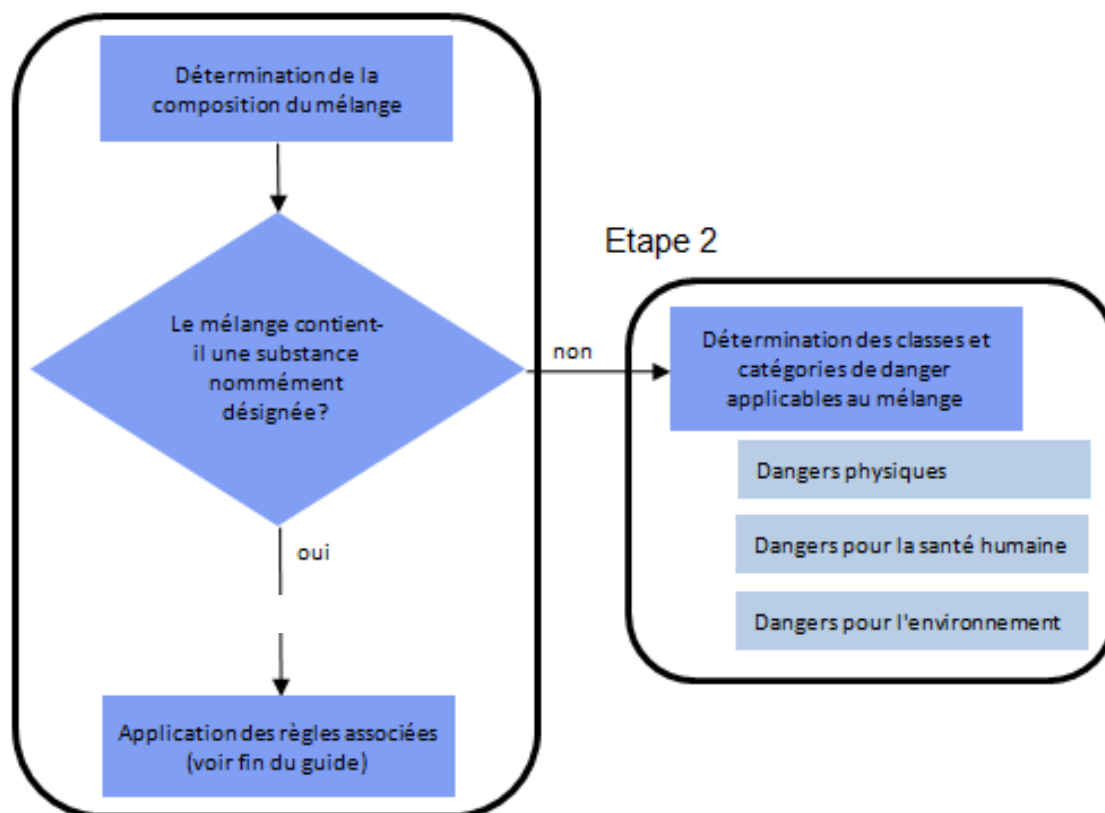 Détermination de la
composition du mélange
Le mélange contient-
il une substance
nommément
désignée?
oui
Application des règles associées
(voir fin du guide)
non
Etape 2
Détermination des classes et
catégories de danger
applicables au mélange
Dangers physiques
Dangers pour la santé humaine
Dangers pour l'environnement